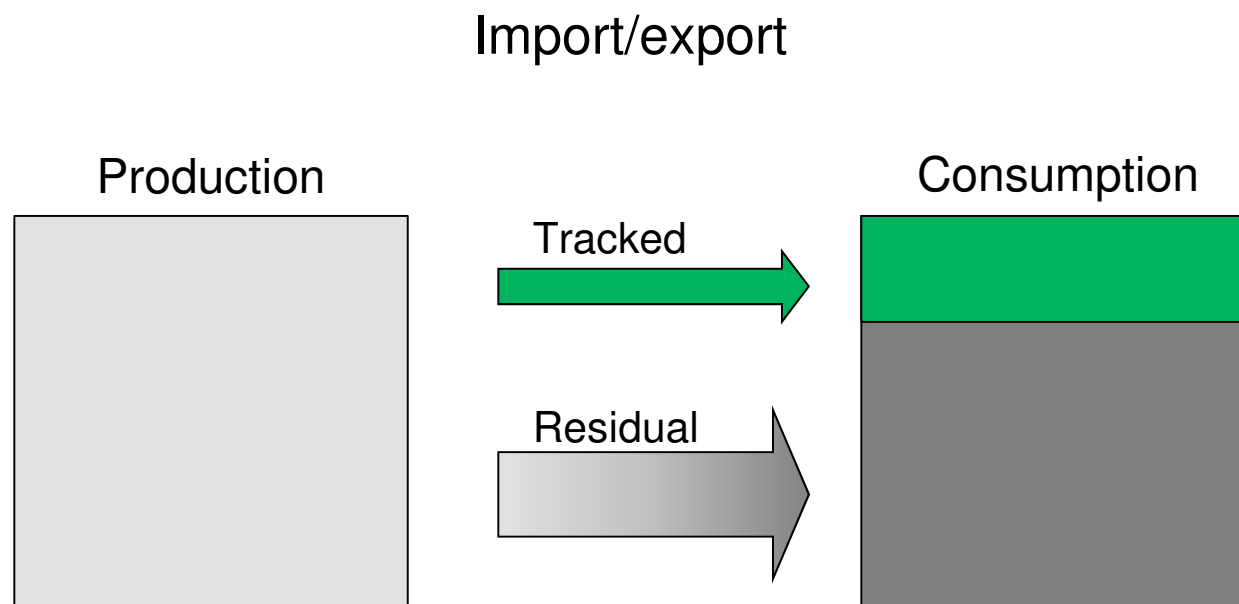 Import/export
Production
Consumption
Tracked
Residual